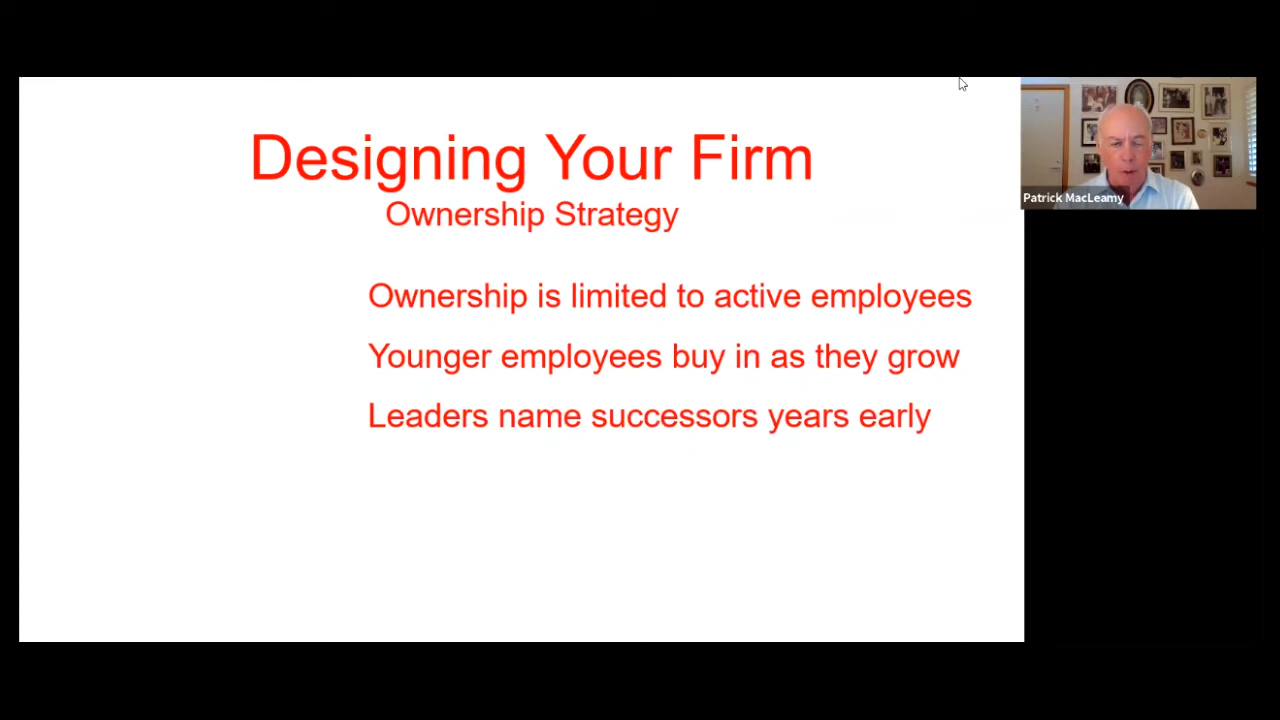 Designing Your Firm
Ownership Strategy
Ownership is limited to active employees
Younger employees buy in as they grow
Leaders name successors years early
Patrick MacLeamy